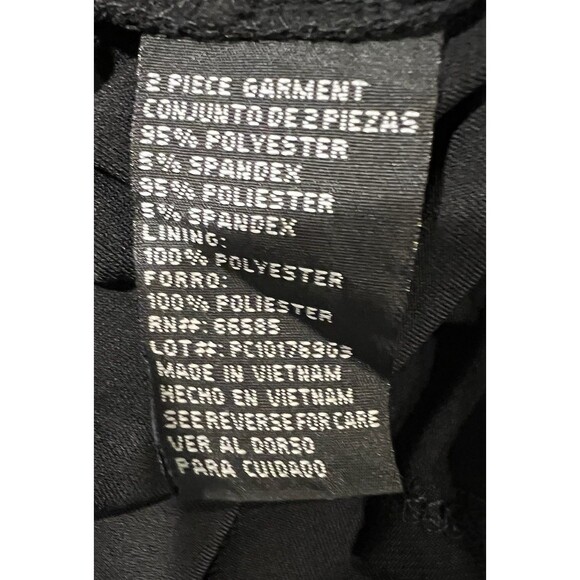 2 PIECE GARMENT
CONJUNTO DE 2 PIEZAS
95% POLYESTER
5% SPANDEX
95% POLIESTER
5% SPANDEX
LINING:
100% POLYESTER
FORRO:
100% POLIESTER
RN#: 66585
LOT#:
MADE IN VIETNAM
HECHO EN VIETNAM
SEE REVERSE FOR CARE
VER AL DORSO
PARA CUIDADO